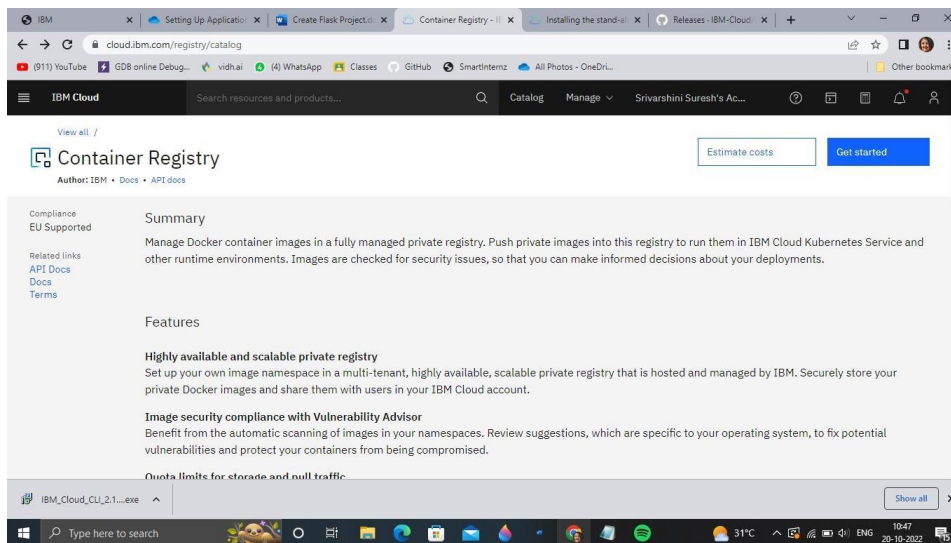 IBM
Setting Up Application
Create Flask Project.d
Container Registry - I
Installing the stand-a
Releases · IBM-Cloud/
cloud.ibm.com/registry/catalog
(911) YouTube
GDB online Debug...
vidh.ai
(4) WhatsApp
Classes
GitHub
SmartInternz
All Photos - OneDri...
Other bookmark
IBM Cloud
Search resources and products...
Catalog
Manage
Srivarshini Suresh's Ac...
View all /
Container Registry
Author: IBM • Docs • API docs
Estimate costs
Get started
Compliance
EU Supported
Related links
API Docs
Docs
Terms
Summary
Manage Docker container images in a fully managed private registry. Push private images into this registry to run them in IBM Cloud Kubernetes Service and
other runtime environments. Images are checked for security issues, so that you can make informed decisions about your deployments.
Features
Highly available and scalable private registry
Set up your own image namespace in a multi-tenant, highly available, scalable private registry that is hosted and managed by IBM. Securely store your
private Docker images and share them with users in your IBM Cloud account.
Image security compliance with Vulnerability Advisor
Benefit from the automatic scanning of images in your namespaces. Review suggestions, which are specific to your operating system, to fix potential
vulnerabilities and protect your containers from being compromised.
Quota limits for storage and pull traffic
IBM_Cloud_CLI_2.1....exe
Show all
Type here to search
31°C
ENG
10:47
20-10-2022